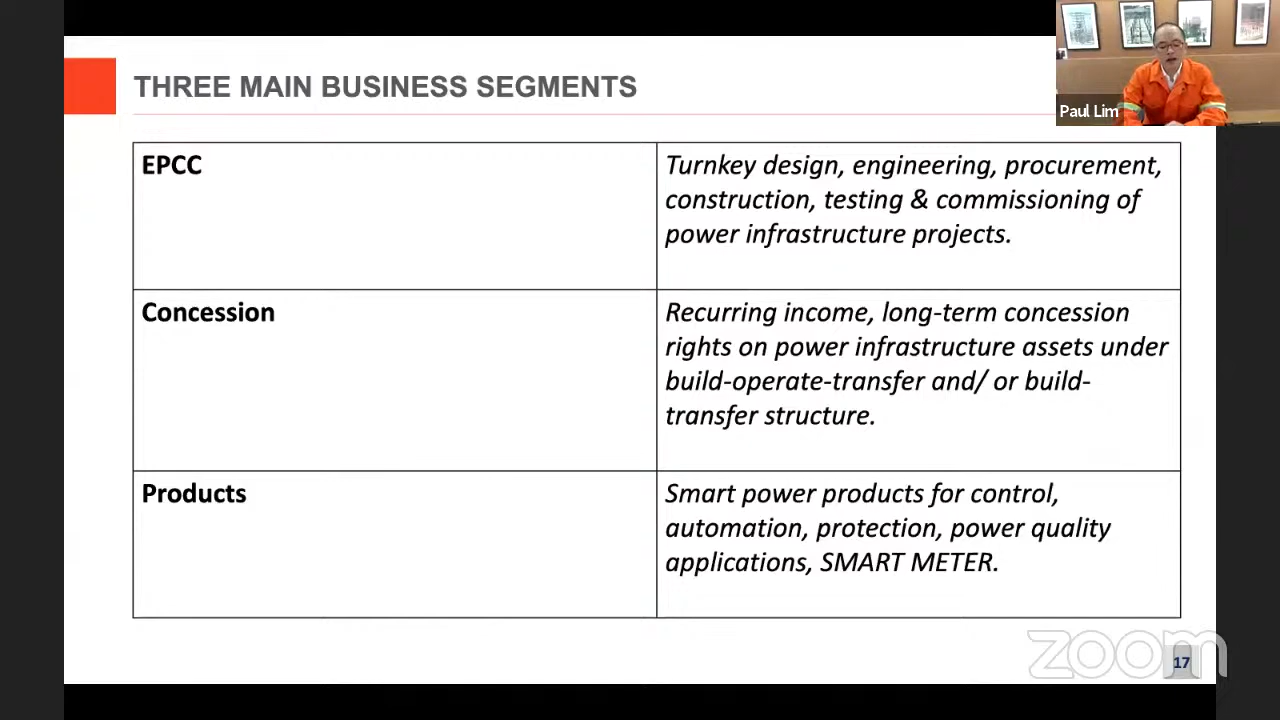 THREE MAIN BUSINESS SEGMENTS
Paul Lim
EPCC
Turnkey design, engineering, procurement,
construction, testing & commissioning of
power infrastructure projects.
Concession
Recurring income, long-term concession
rights on power infrastructure assets under
build-operate-transfer and/ or build-
transfer structure.
Products
Smart power products for control,
automation, protection, power quality
applications, SMART METER.
zoom
17